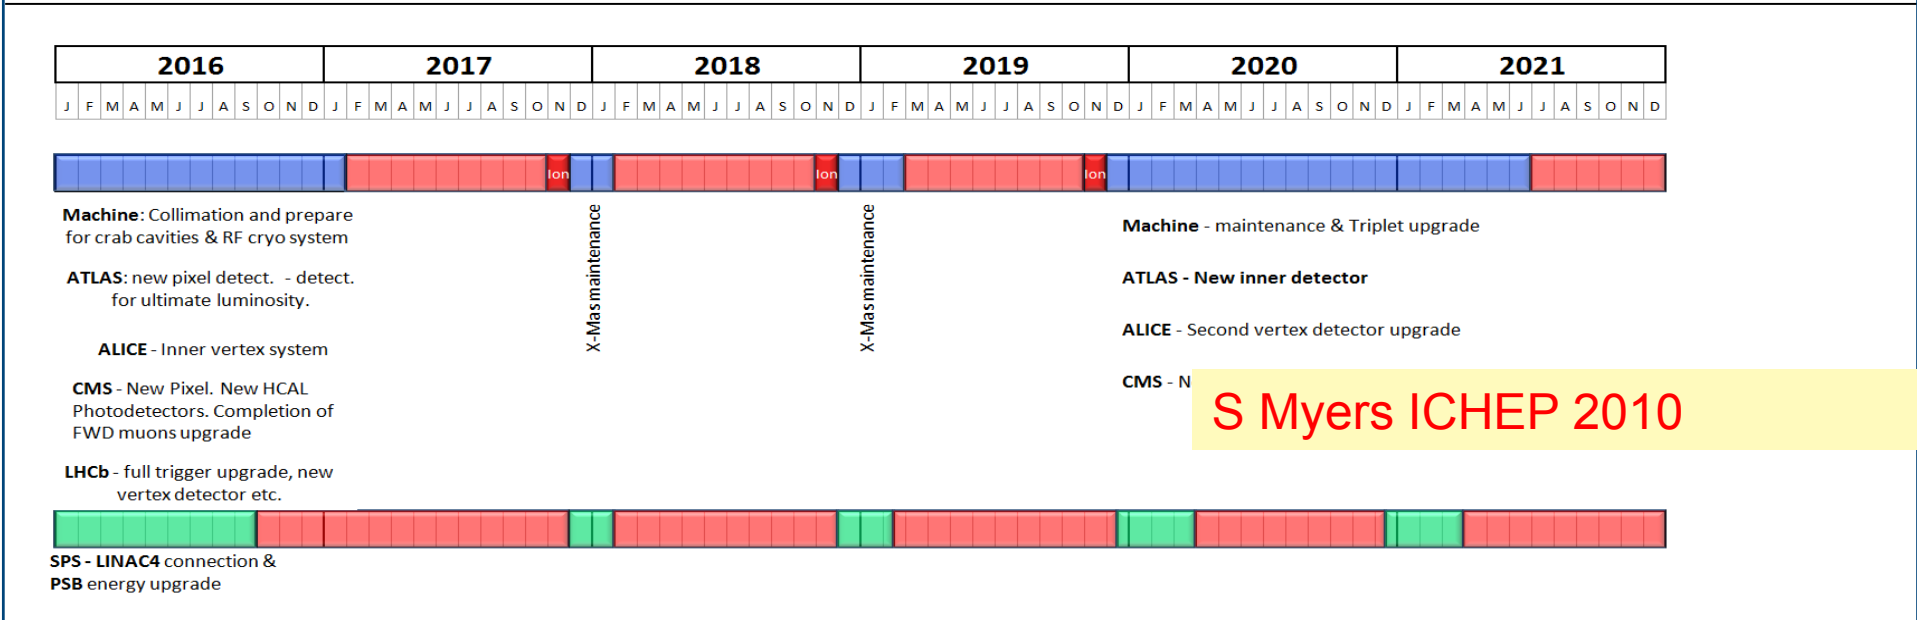 2016 2017 2018 2019 2020 2021
J F M A M J J A S O N D J F M A M J J A S O N D J F M A M J J A S O N D J F M A M J J A S O N D J F M A M J J A S O N D J F M A M J J A S O N D
Ion Ion Ion
Machine: Collimation and prepare
for crab cavities & RF cryo system
ATLAS: new pixel detect. - detect.
for ultimate luminosity.
ALICE - Inner vertex system
CMS - New Pixel. New HCAL
Photodetectors. Completion of
FWD muons upgrade
LHCb - full trigger upgrade, new
vertex detector etc.
X-Mas maintenance
X-Mas maintenance
Machine - maintenance & Triplet upgrade
ATLAS - New inner detector
ALICE - Second vertex detector upgrade
CMS - N
S Myers ICHEP 2010
SPS - LINAC4 connection &
PSB energy upgrade